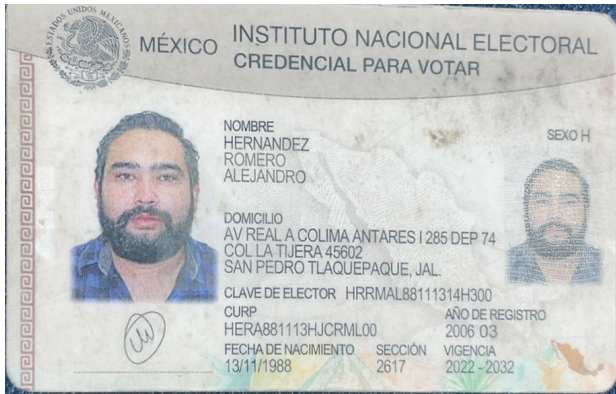 ESTADOS UNIDOS MEXICANOS
MÉXICO INSTITUTO NACIONAL ELECTORAL
CREDENCIAL PARA VOTAR
NOMBRE
SEXO H
HERNANDEZ
ROMERO
ALEJANDRO
DOMICILIO
AV REAL A COLIMA ANTARES I 285 DEP 74
COL LA TIJERA 45602
SAN PEDRO TLAQUEPAQUE, JAL.
CLAVE DE ELECTOR HRRMAL88111314H300
CURP AÑO DE REGISTRO
HERA881113HJCRML00 2006 03
FECHA DE NACIMIENTO SECCIÓN VIGENCIA
13/11/1988 2617 2022 - 2032